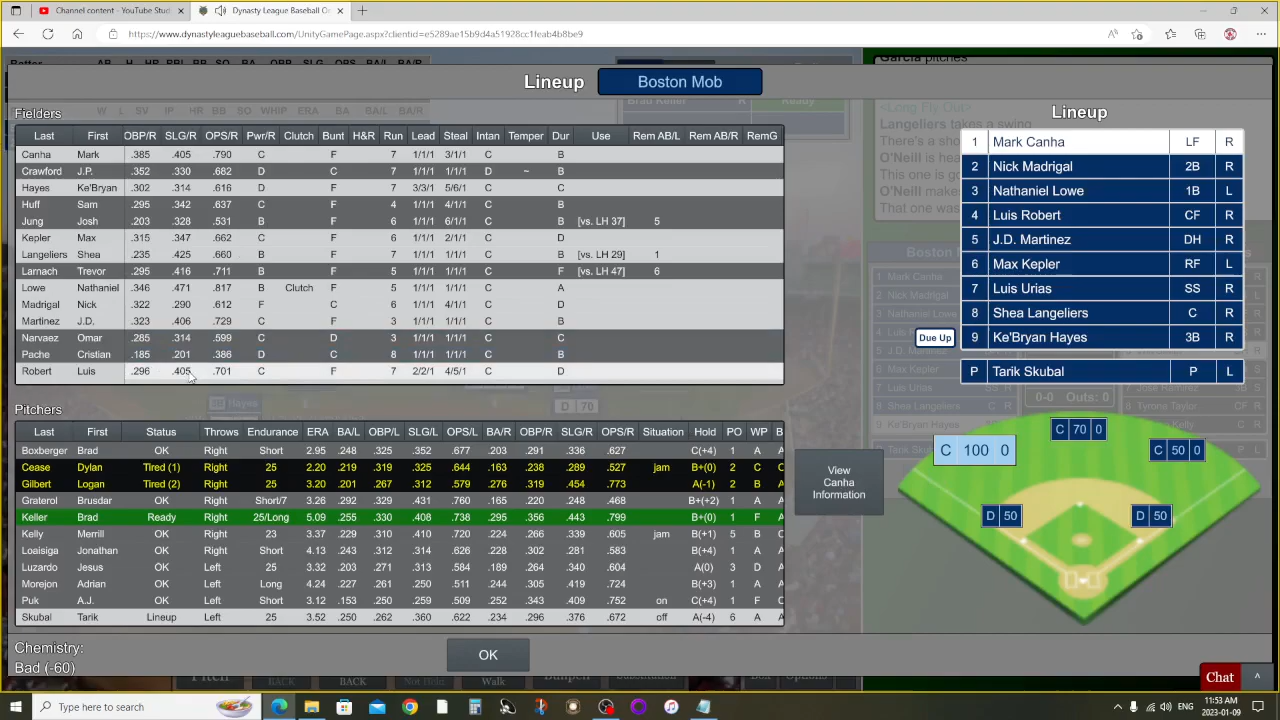 Channel content - YouTube Stud
Dynasty League Baseball On
https://www.dynastyleaguebaseball.com/UnityGamePage.aspx?clientid=e5289ae15b9d4a51928cc1feab4d4b8be9
Lineup Boston Mob
Fielders
Last First OBP/R SLG/R OPS/R Pwr/R Clutch Bunt H&R Run Lead Steal Intan Temper Dur Use Rem AB/L Rem AB/R RemG
Canha Mark .385 .405 .790 C F 7 1/1/1 3/1/1 C B
Crawford J.P. .352 .330 .682 D C 7 1/1/1 1/1/1 D ~ B
Hayes Ke'Bryan .302 .314 .616 D F 7 3/3/1 5/6/1 C C
Huff Sam .295 .342 .637 C F 4 1/1/1 4/1/1 C B
Jung Josh .203 .328 .531 B F 6 1/1/1 6/1/1 C B [vs. LH 37] 5
Kepler Max .315 .347 .662 C F 6 1/1/1 2/1/1 C D
Langeliers Shea .235 .425 .660 B F 7 1/1/1 1/1/1 C B [vs. LH 29] 1
Larnach Trevor .295 .416 .711 B F 5 1/1/1 1/1/1 C F [vs. LH 47] 6
Lowe Nathaniel .346 .471 .817 B Clutch F 5 1/1/1 1/1/1 C A
Madrigal Nick .322 .290 .612 F C 6 1/1/1 4/1/1 C D
Martinez J.D. .323 .406 .729 C F 3 1/1/1 1/1/1 C D
Narvaez Omar .285 .314 .599 C D 3 1/1/1 1/1/1 C C
Pache Cristian .185 .201 .386 D C 8 1/1/1 1/1/1 C B
Robert Luis .296 .405 .701 C F 7 2/2/1 4/5/1 C D
Pitchers
Last First Status Throws Endurance ERA BA/L OBP/L SLG/L OPS/L BA/R OBP/R SLG/R OPS/R Situation Hold PO WP B
Boxberger Brad OK Right Short 2.95 .248 .325 .352 .677 .203 .291 .336 .627 C(+4) 1 A
Cease Dylan Tired (1) Right 25 2.20 .219 .319 .325 .644 .163 .238 .289 .527 jam B+(0) 2 C C
Gilbert Logan Tired (2) Right 25 3.20 .201 .267 .312 .579 .276 .319 .454 .773 A(-1) 2 B A
Graterol Brusdar OK Right Short/7 3.26 .292 .329 .431 .760 .165 .220 .248 .468 B+(+2) 1 A A
Keller Brad Ready Right 25/Long 5.09 .255 .330 .408 .738 .295 .356 .443 .799 B+(0) 1 F A
Kelly Merrill OK Right 23 3.37 .229 .310 .410 .720 .224 .266 .339 .605 jam B(+1) 5 B C
Loaisiga Jonathan OK Right Short 4.13 .243 .312 .314 .626 .228 .302 .281 .583 B(+4) 1 A A
Luzardo Jesus OK Left 25 3.32 .203 .271 .313 .584 .189 .264 .340 .604 A(0) 3 D A
Morejon Adrian OK Left Long 4.24 .227 .261 .250 .511 .244 .305 .419 .724 B(+3) 1 A A
Puk A.J. OK Left Short 3.12 .153 .250 .259 .509 .252 .343 .409 .752 on C(+4) 1 F A
Skubal Tarik Lineup Left 25 3.52 .250 .262 .360 .622 .234 .296 .376 .672 off A(-4) 6 A A
Chemistry:
Bad (-60)
OK
Lineup
1 Mark Canha LF R
2 Nick Madrigal 2B R
3 Nathaniel Lowe 1B L
4 Luis Robert CF R
5 J.D. Martinez DH R
6 Max Kepler RF L
7 Luis Urias SS R
8 Shea Langeliers C R
Due Up 9 Ke'Bryan Hayes 3B R
P Tarik Skubal P L
View
Canha
Information
C 100 0
C 70 0
C 50 0
D 50
D 50
D 70
Garcia pitches
<Long Fly Out>
Langeliers takes a swing
Chat ^
Type here to search
ENG
11:53 AM
2023-01-09